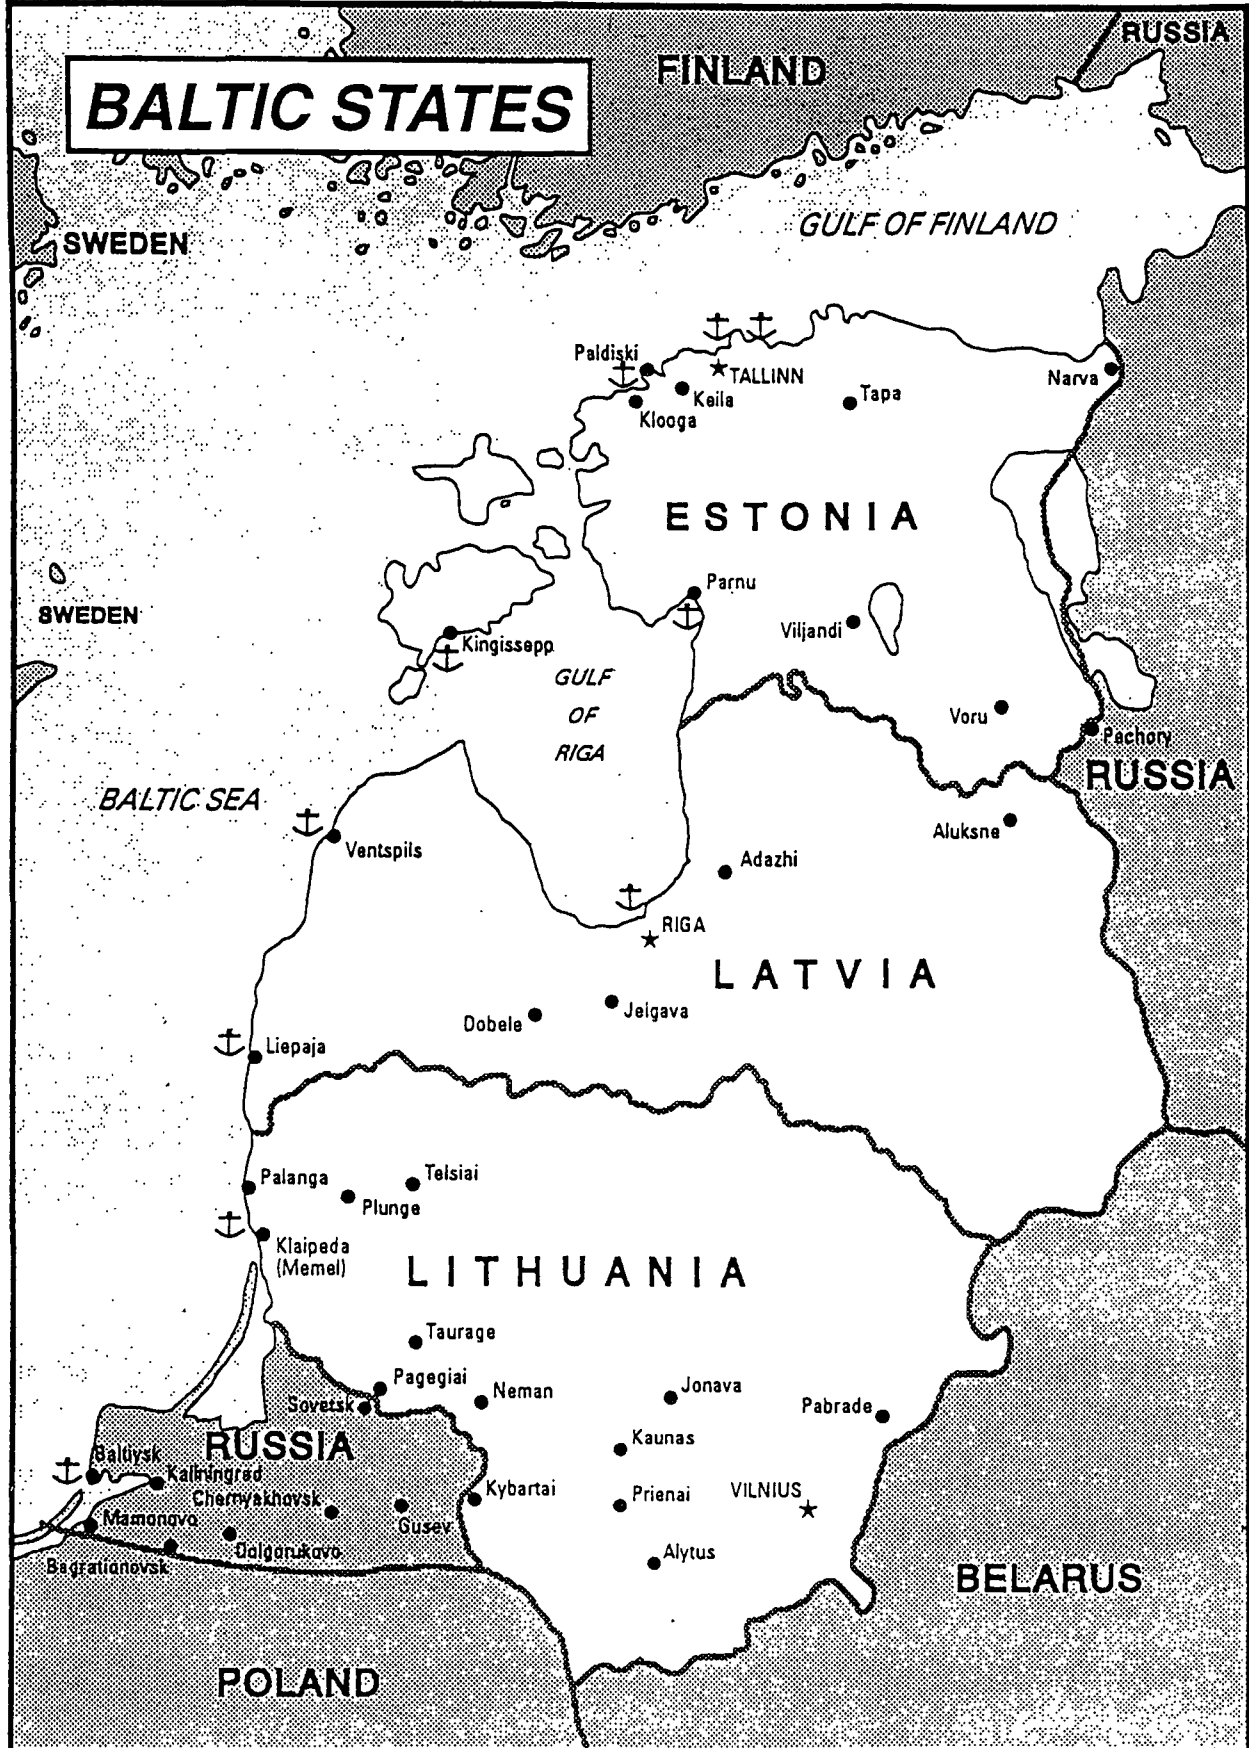 RUSSIA
FINLAND
BALTIC STATES
GULF OF FINLAND
SWEDEN
Paldiski
TALLINN
Narva
Keila
Tapa
Klooga
ESTONIA
Parnu
SWEDEN
Viljandi
Kingissepp
GULF
OF
RIGA
Voru
Pechory
RUSSIA
BALTIC SEA
Aluksne
Ventspils
Adazhi
RIGA
LATVIA
Jelgava
Dobele
Liepaja
Telsiai
Palanga
Plunge
Klaipeda
(Memel)
LITHUANIA
Taurage
Pagegiai
Neman
Jonava
Sovetsk
Pabrade
RUSSIA
Kaunas
Baltiysk
Kaliningrad
Kybartai
Prienai
VILNIUS
Chernyakhovsk
Mamonovo
Gusev
Dolgorukovo
Alytus
Bagrationovsk
BELARUS
POLAND